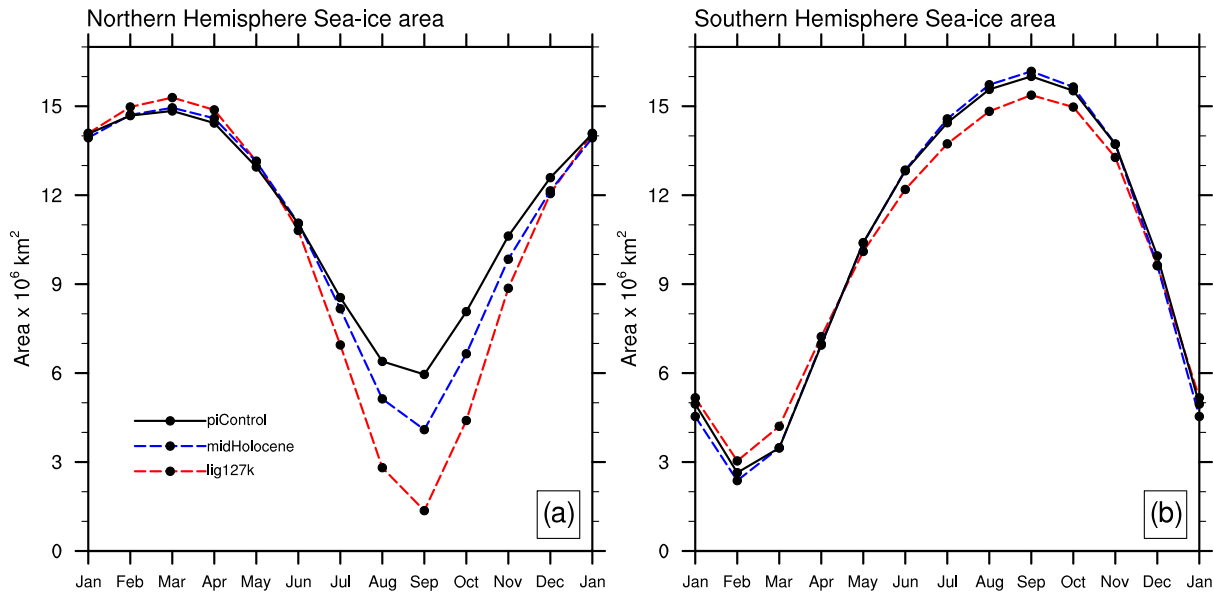 Northern Hemisphere Sea-ice area
Area x 10⁶ km²
15
12
9
6
3
0
piControl
midHolocene
lig127k
(a)
Jan Feb Mar Apr May Jun Jul Aug Sep Oct Nov Dec Jan
Southern Hemisphere Sea-ice area
Area x 10⁶ km²
15
12
9
6
3
0
(b)
Jan Feb Mar Apr May Jun Jul Aug Sep Oct Nov Dec Jan